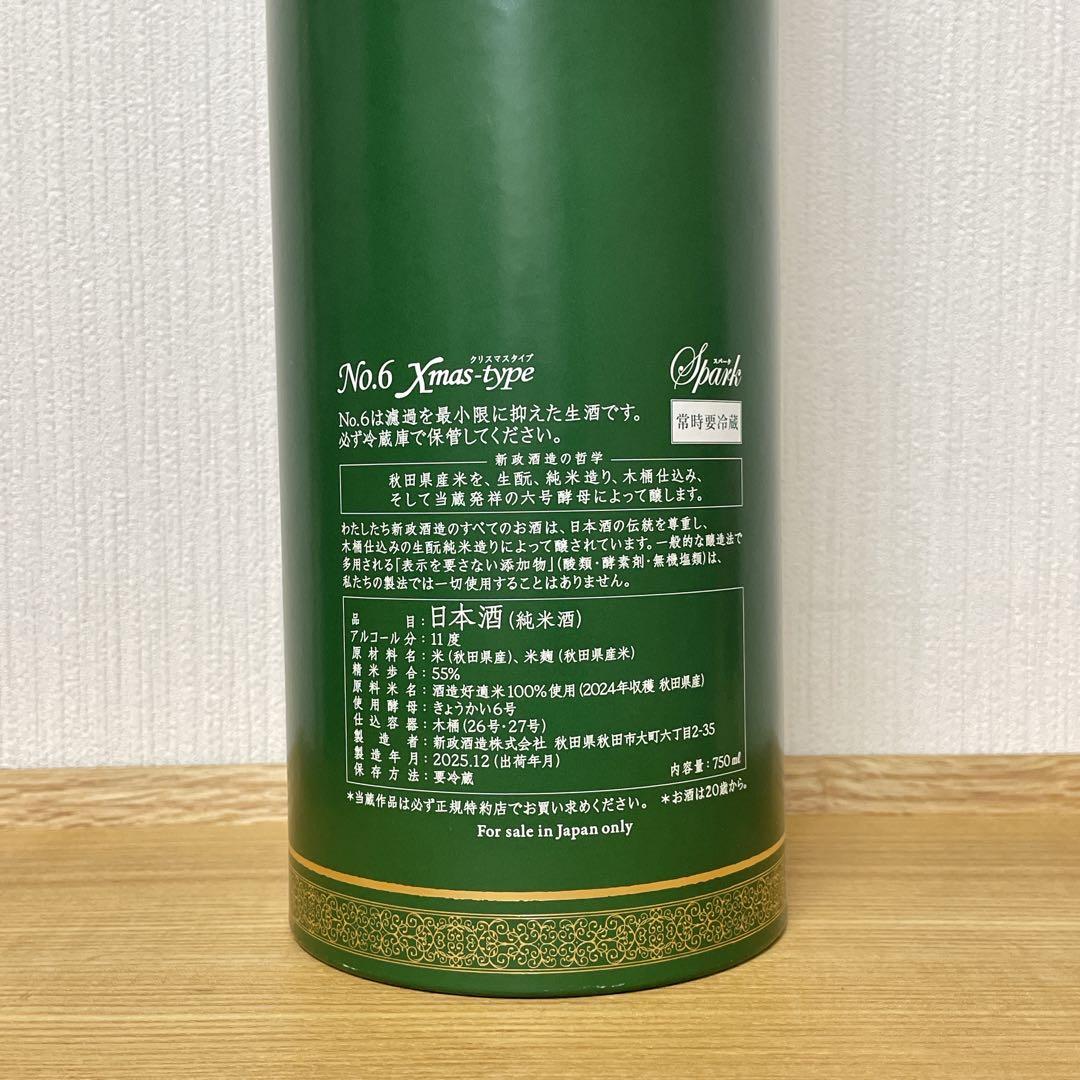 クリスマスタイプ
No.6 Xmas-type
スパーク
Spark
No.6は濾過を最小限に抑えた生酒です。
必ず冷蔵庫で保管してください。
常時要冷蔵
新政酒造の哲学
秋田県産米を、生酛、純米造り、木桶仕込み、
そして当蔵発祥の六号酵母によって醸します。
わたしたち新政酒造のすべてのお酒は、日本酒の伝統を尊重し、
木桶仕込みの生酛純米造りによって醸されています。一般的な醸造法で
多用される「表示を要さない添加物」(酸類・酵素剤・無機塩類)は、
私たちの製法では一切使用することはありません。
品目:日本酒(純米酒)
アルコール分:11度
原材料名:米(秋田県産)、米麹(秋田県産米)
精米歩合:55%
原料米名:酒造好適米100%使用(2024年収穫 秋田県産)
使用酵母:きょうかい6号
仕込容器:木桶(26号・27号)
製造者:新政酒造株式会社 秋田県秋田市大町六丁目2-35
製造年月:2025.12(出荷年月)
保存方法:要冷蔵
内容量:750ml
*当蔵作品は必ず正規特約店でお買い求めください。 *お酒は20歳から。
For sale in Japan only